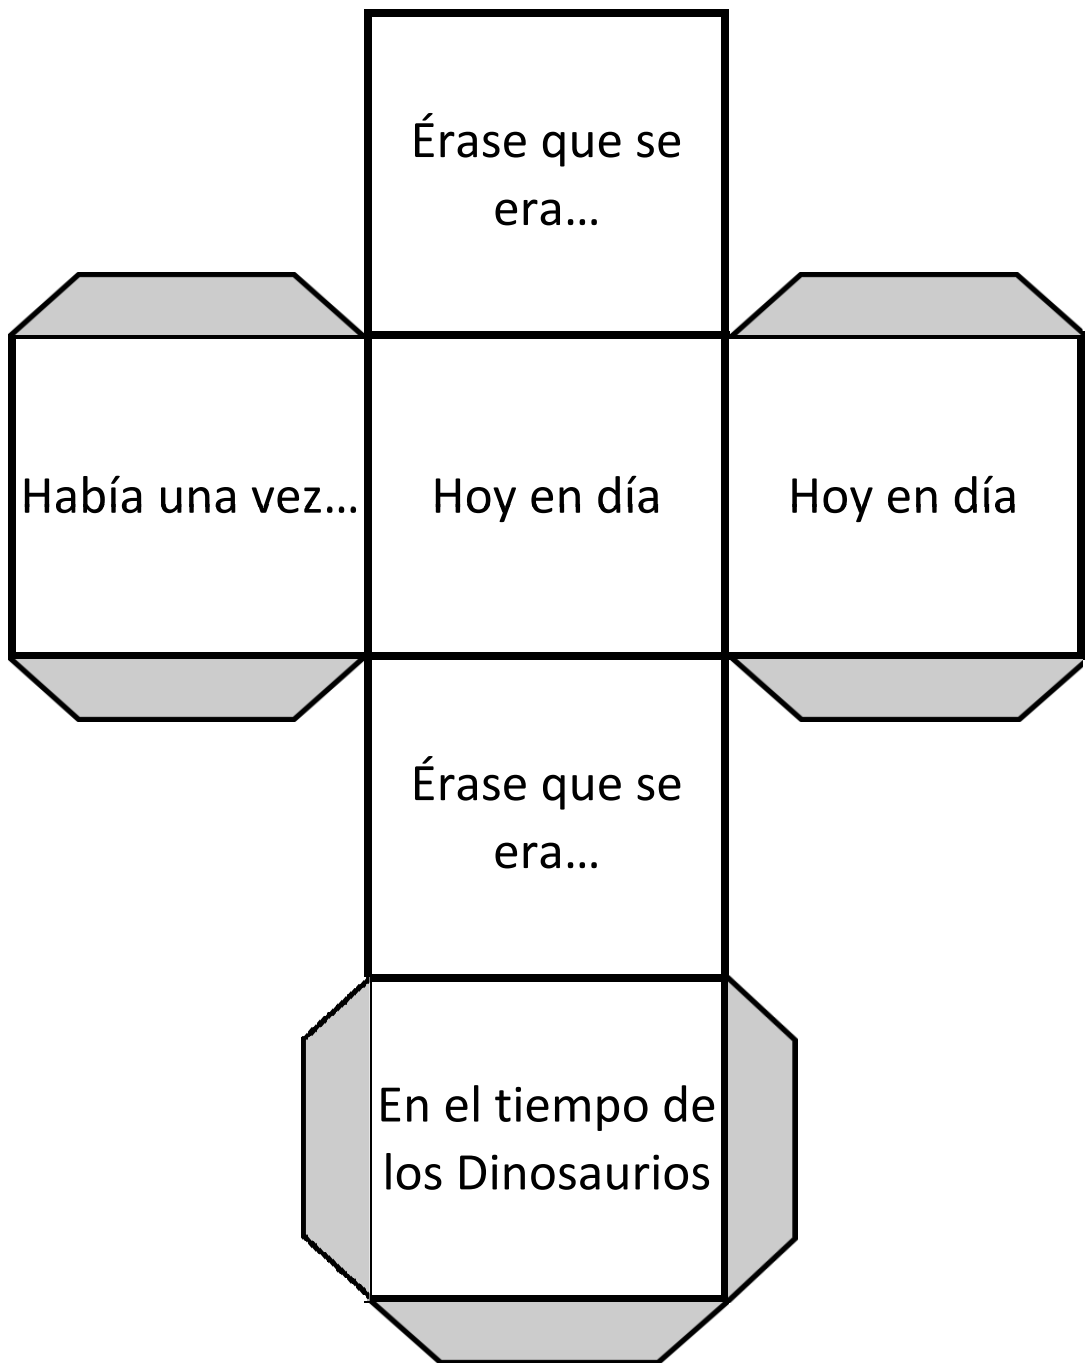 Érase que se
era...
Había una vez...
Hoy en día
Hoy en día
Érase que se
era...
En el tiempo de
los Dinosaurios